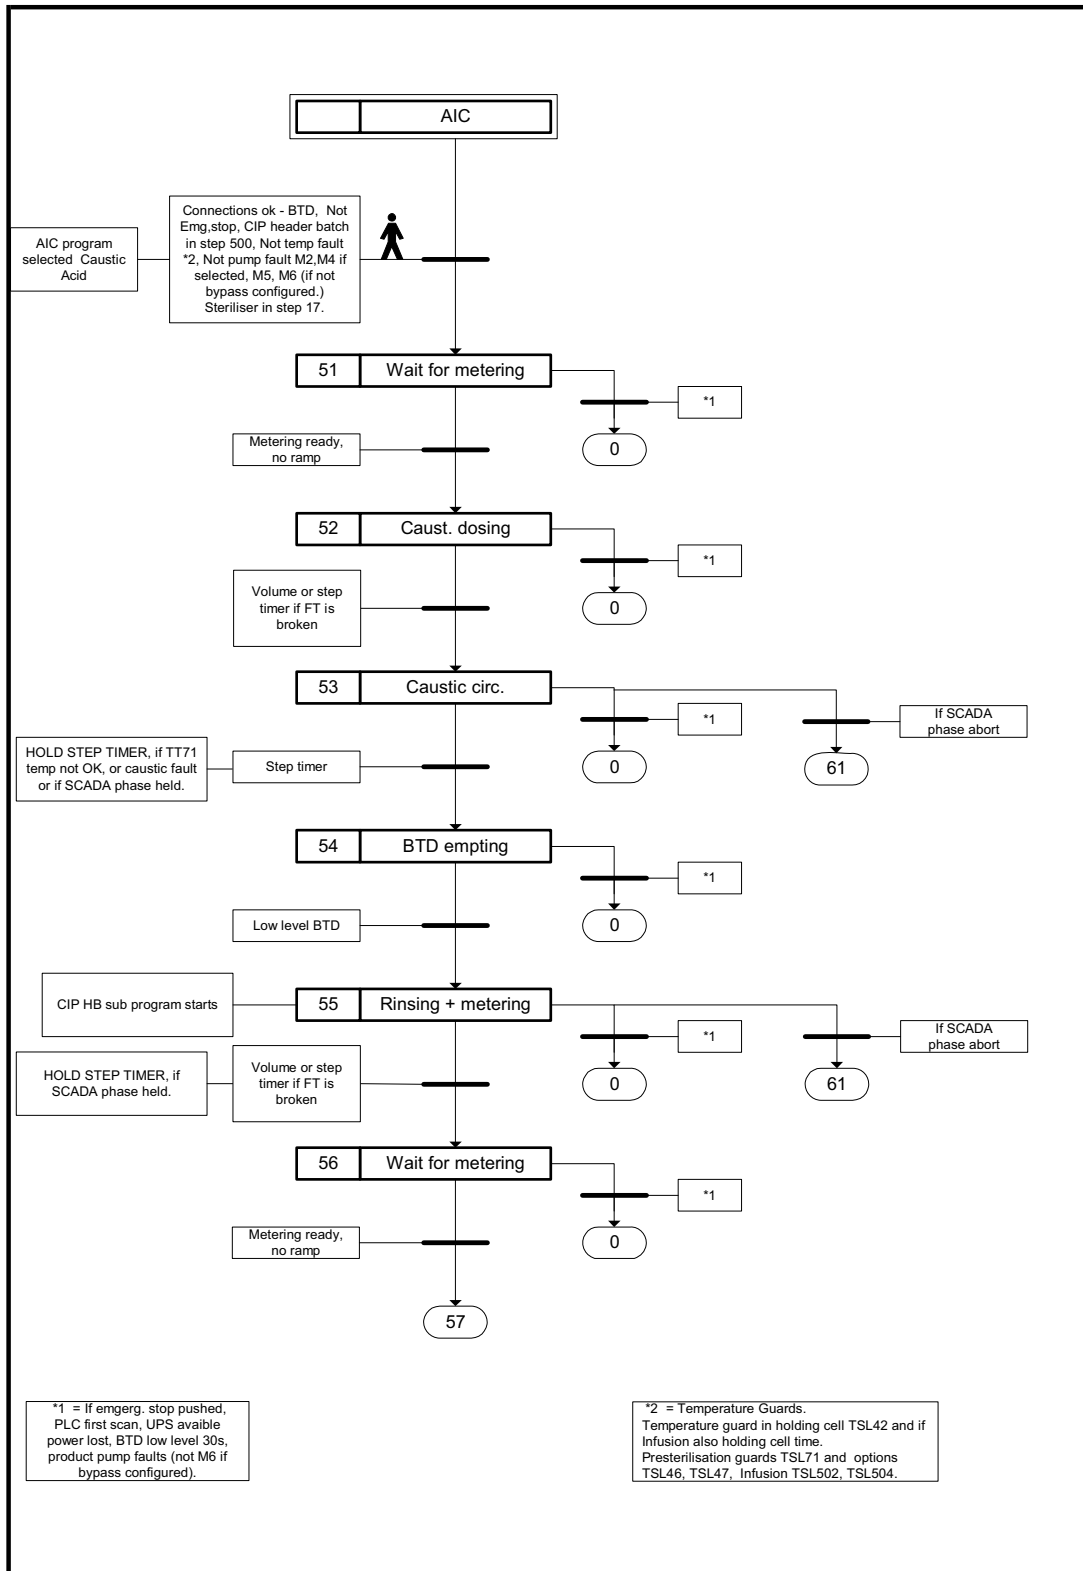 AIC
Connections ok - BTD, Not
Emg,stop, CIP header batch
in step 500, Not temp fault
*2, Not pump fault M2,M4 if
selected, M5, M6 (if not
bypass configured.)
Steriliser in step 17.
AIC program
selected Caustic
Acid
51 Wait for metering
*1
0
Metering ready,
no ramp
52 Caust. dosing
*1
0
Volume or step
timer if FT is
broken
53 Caustic circ.
*1
If SCADA
phase abort
0
61
HOLD STEP TIMER, if TT71
temp not OK, or caustic fault
or if SCADA phase held.
Step timer
54 BTD empting
*1
0
Low level BTD
CIP HB sub program starts
55 Rinsing + metering
*1
If SCADA
phase abort
0
61
HOLD STEP TIMER, if
SCADA phase held.
Volume or step
timer if FT is
broken
56 Wait for metering
*1
0
Metering ready,
no ramp
57
*1 = If emgerg. stop pushed,
PLC first scan, UPS avaible
power lost, BTD low level 30s,
product pump faults (not M6 if
bypass configured).
*2 = Temperature Guards.
Temperature guard in holding cell TSL42 and if
Infusion also holding cell time.
Presterilisation guards TSL71 and options
TSL46, TSL47, Infusion TSL502, TSL504.